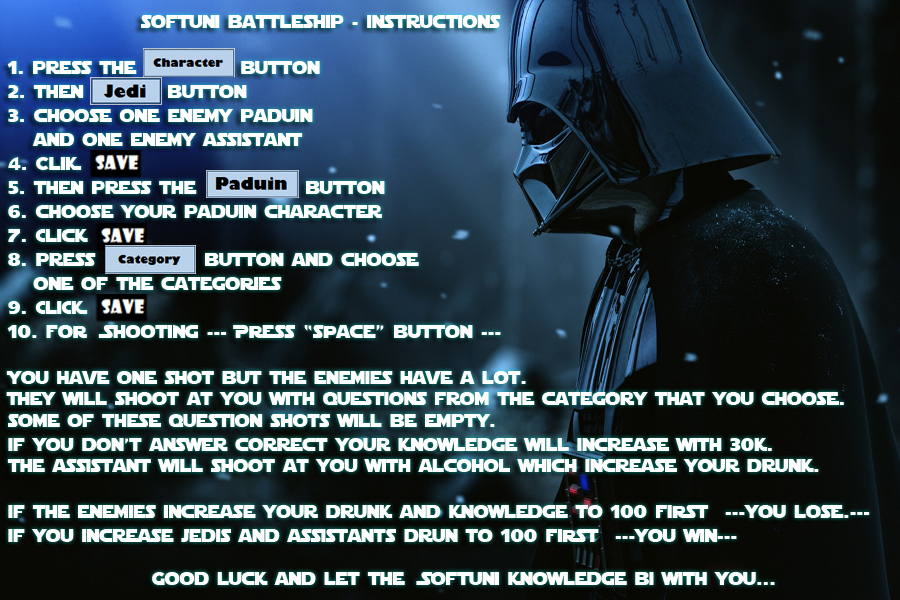 SOFTUNI BATTLESHIP - INSTRUCTIONS
1. PRESS THE Character BUTTON
2. THEN Jedi BUTTON
3. CHOOSE ONE ENEMY PADUIN
AND ONE ENEMY ASSISTANT
4. CLIK SAVE
5. THEN PRESS THE Paduin BUTTON
6. CHOOSE YOUR PADUIN CHARACTER
7. CLICK SAVE
8. PRESS Category BUTTON AND CHOOSE
ONE OF THE CATEGORIES
9. CLICK SAVE
10. FOR SHOOTING --- PRESS "SPACE" BUTTON ---
YOU HAVE ONE SHOT BUT THE ENEMIES HAVE A LOT.
THEY WILL SHOOT AT YOU WITH QUESTIONS FROM THE CATEGORY THAT YOU CHOOSE.
SOME OF THESE QUESTION SHOTS WILL BE EMPTY.
IF YOU DON'T ANSWER CORRECT YOUR KNOWLEDGE WILL INCREASE WITH 30K.
THE ASSISTANT WILL SHOOT AT YOU WITH ALCOHOL WHICH INCREASE YOUR DRUNK.
IF THE ENEMIES INCREASE YOUR DRUNK AND KNOWLEDGE TO 100 FIRST ---YOU LOSE.---
IF YOU INCREASE JEDIS AND ASSISTANTS DRUN TO 100 FIRST ---YOU WIN---
GOOD LUCK AND LET THE SOFTUNI KNOWLEDGE BI WITH YOU...